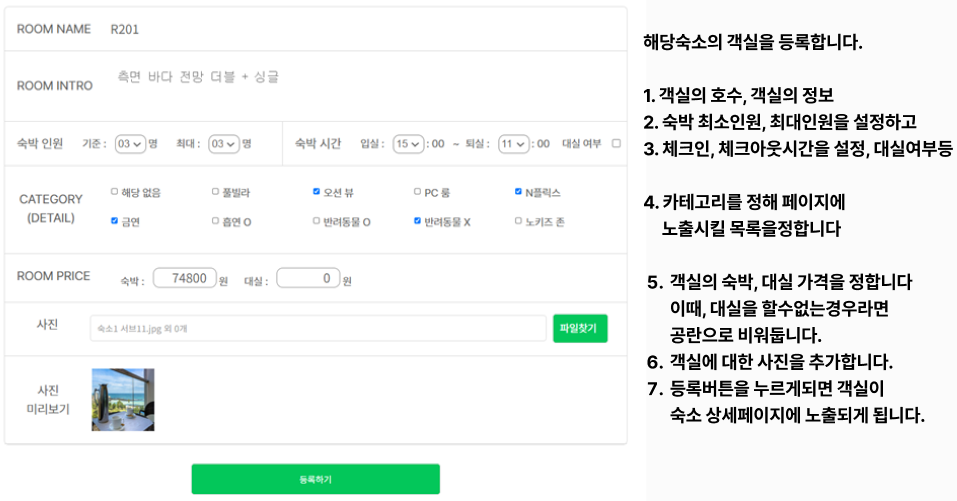 ROOM NAME R201
ROOM INTRO 측면 바다 전망 더블 + 싱글
숙박 인원 기준 : 03 명 최대 : 03 명 숙박 시간 입실 : 15 : 00 ~ 퇴실 : 11 : 00 대실 여부
CATEGORY
(DETAIL)
해당 없음 풀빌라 오션 뷰 PC 룸 N플릭스
금연 흡연 O 반려동물 O 반려동물 X 노키즈 존
ROOM PRICE 숙박 : 74800 원 대실 : 0 원
사진 숙소1 서브11.jpg 외 0개 파일찾기
사진
미리보기
등록하기
해당숙소의 객실을 등록합니다.
1. 객실의 호수, 객실의 정보
2. 숙박 최소인원, 최대인원을 설정하고
3. 체크인, 체크아웃시간을 설정, 대실여부등
4. 카테고리를 정해 페이지에
노출시킬 목록을정합니다
5. 객실의 숙박, 대실 가격을 정합니다
이때, 대실을 할수없는경우라면
공란으로 비워둡니다.
6. 객실에 대한 사진을 추가합니다.
7. 등록버튼을 누르게되면 객실이
숙소 상세페이지에 노출되게 됩니다.